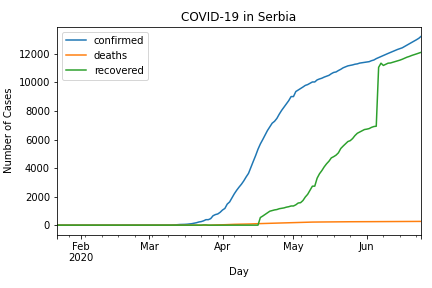 COVID-19 in Serbia
confirmed
deaths
recovered
12000
10000
8000
6000
4000
2000
0
Number of Cases
Feb
2020
Mar
Apr
May
Jun
Day